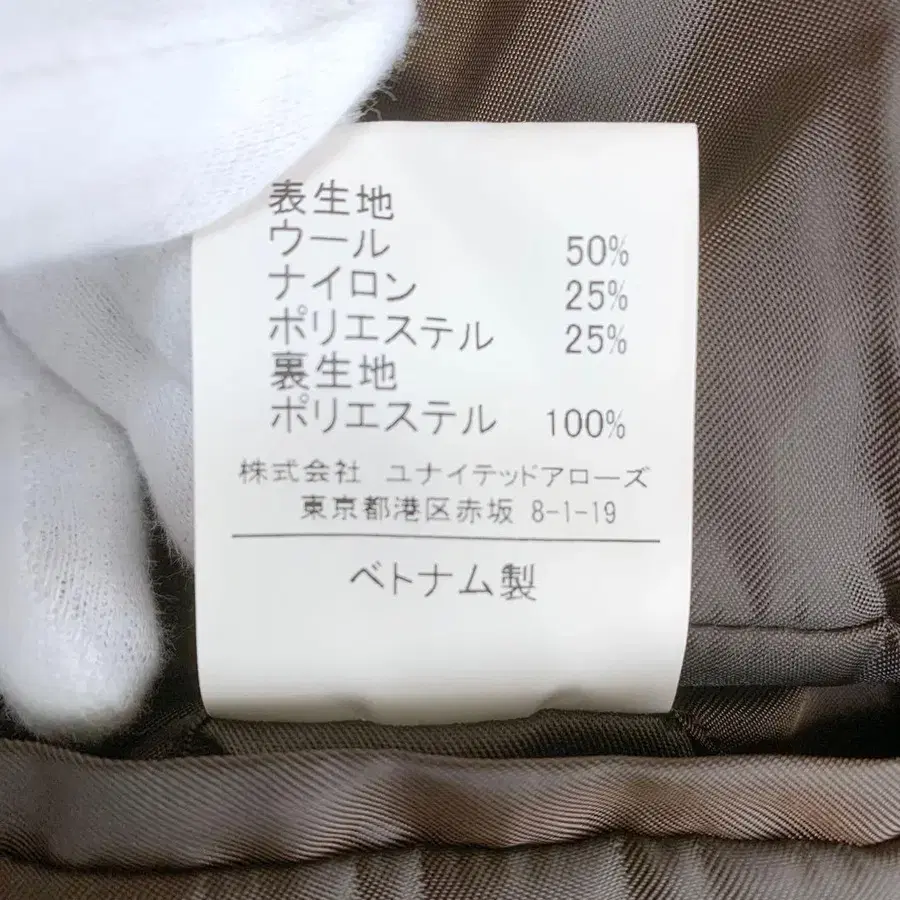 表生地
ウール 50%
ナイロン 25%
ポリエステル 25%
裏生地
ポリエステル 100%
株式会社 ユナイテッドアローズ
東京都港区赤坂 8-1-19
ベトナム製